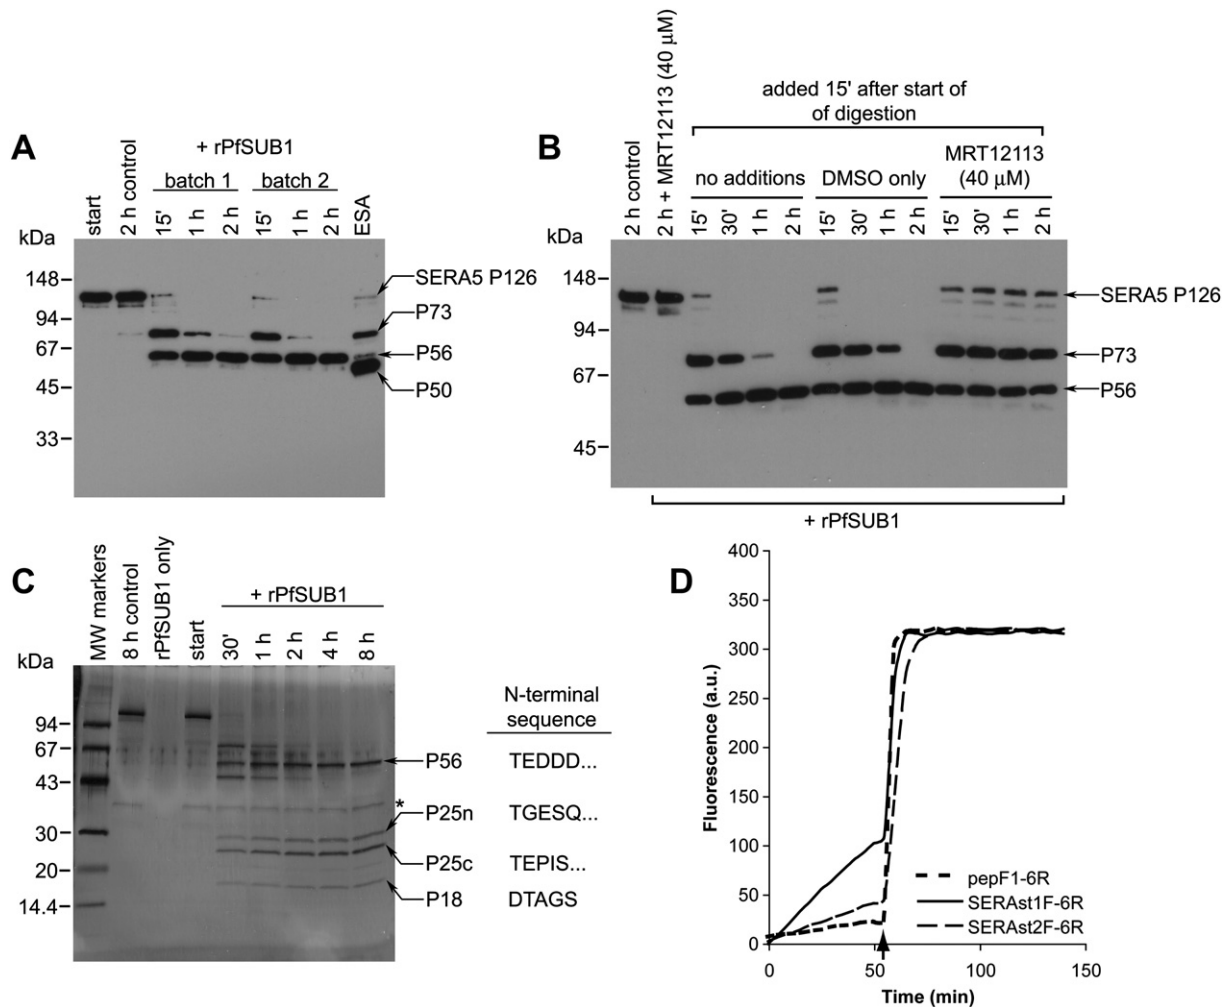 A
+ rPfSUB1
batch 1
batch 2
start
2 h control
15'
1 h
2 h
15'
1 h
2 h
ESA
kDa
148
94
67
45
33
SERA5 P126
P73
P56
P50
B
2 h control
2 h + MRT12113 (40 μM)
added 15' after start of
of digestion
no additions
DMSO only
MRT12113
(40 μM)
15'
30'
1 h
2 h
15'
30'
1 h
2 h
15'
30'
1 h
2 h
kDa
148
94
67
45
SERA5 P126
P73
P56
+ rPfSUB1
C
MW markers
8 h control
rPfSUB1 only
start
+ rPfSUB1
30'
1 h
2 h
4 h
8 h
kDa
94
67
43
30
20
14.4
N-terminal
sequence
P56 TEDDD...
*
P25n TGESQ...
P25c TEPIS...
P18 DTAGS
D
400
350
300
250
200
150
100
50
0
Fluorescence (a.u.)
pepF1-6R
SERAst1F-6R
SERAst2F-6R
0 50 100 150
Time (min)